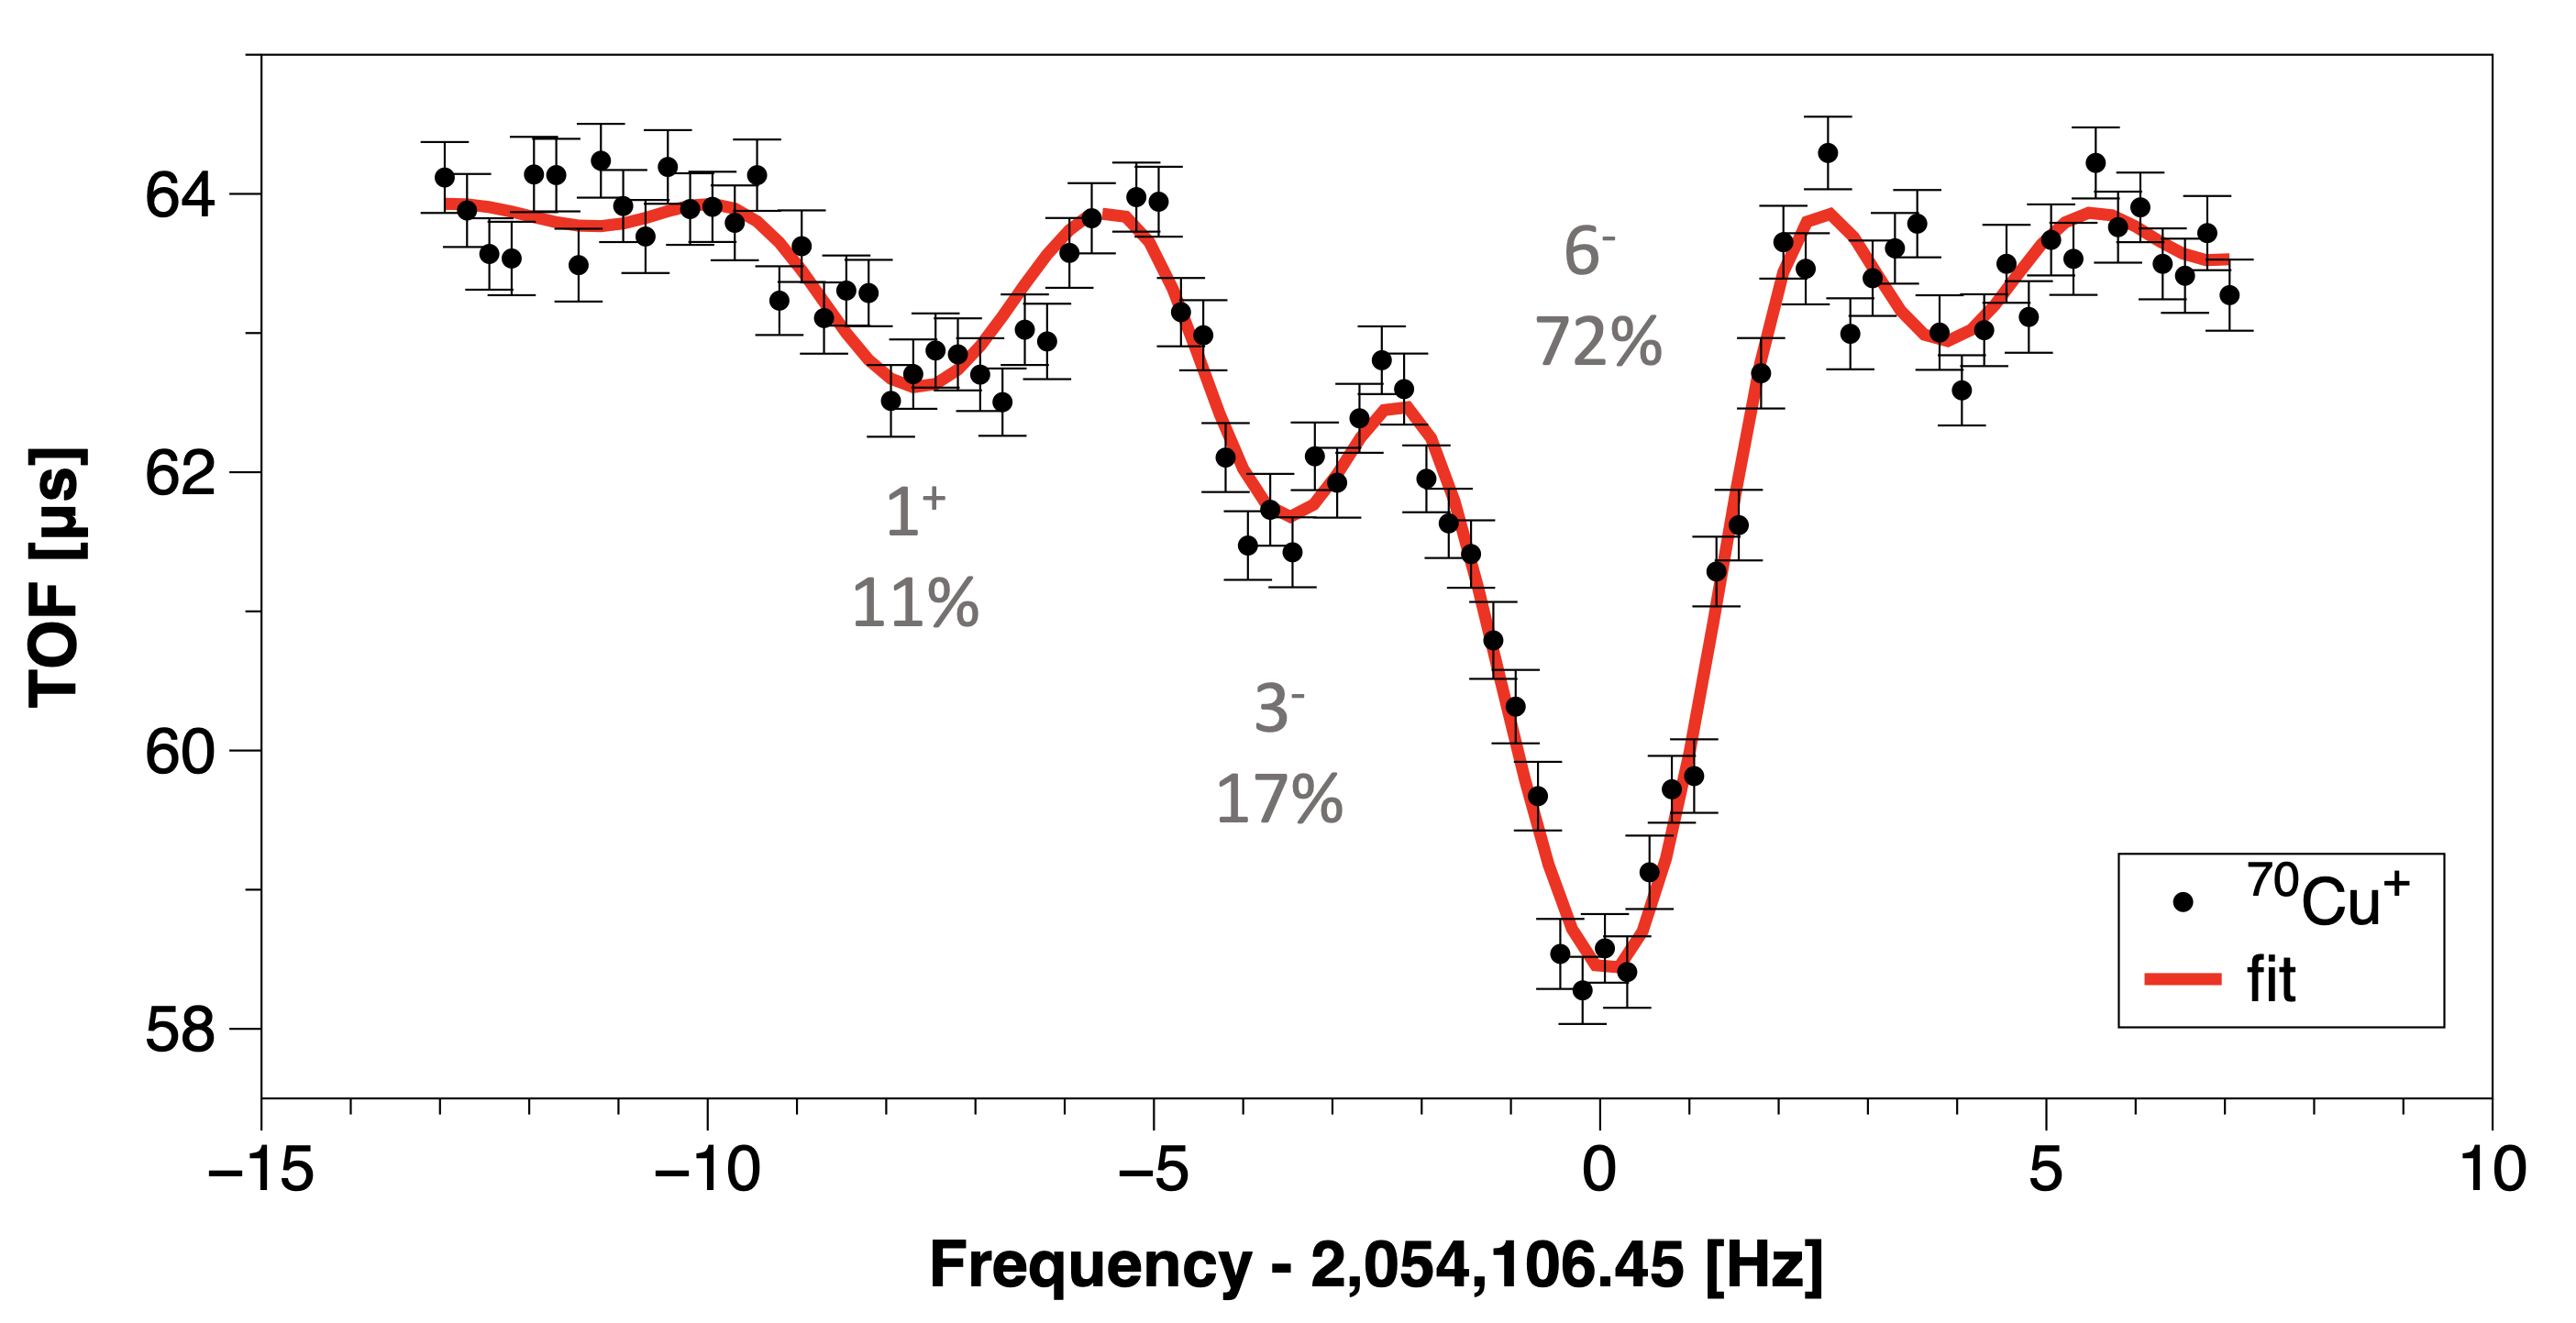 TOF [µs]
64
62
60
58
1⁺
11%
3⁻
17%
6⁻
72%
⁷⁰Cu⁺
fit
−15 −10 −5 0 5 10
Frequency - 2,054,106.45 [Hz]